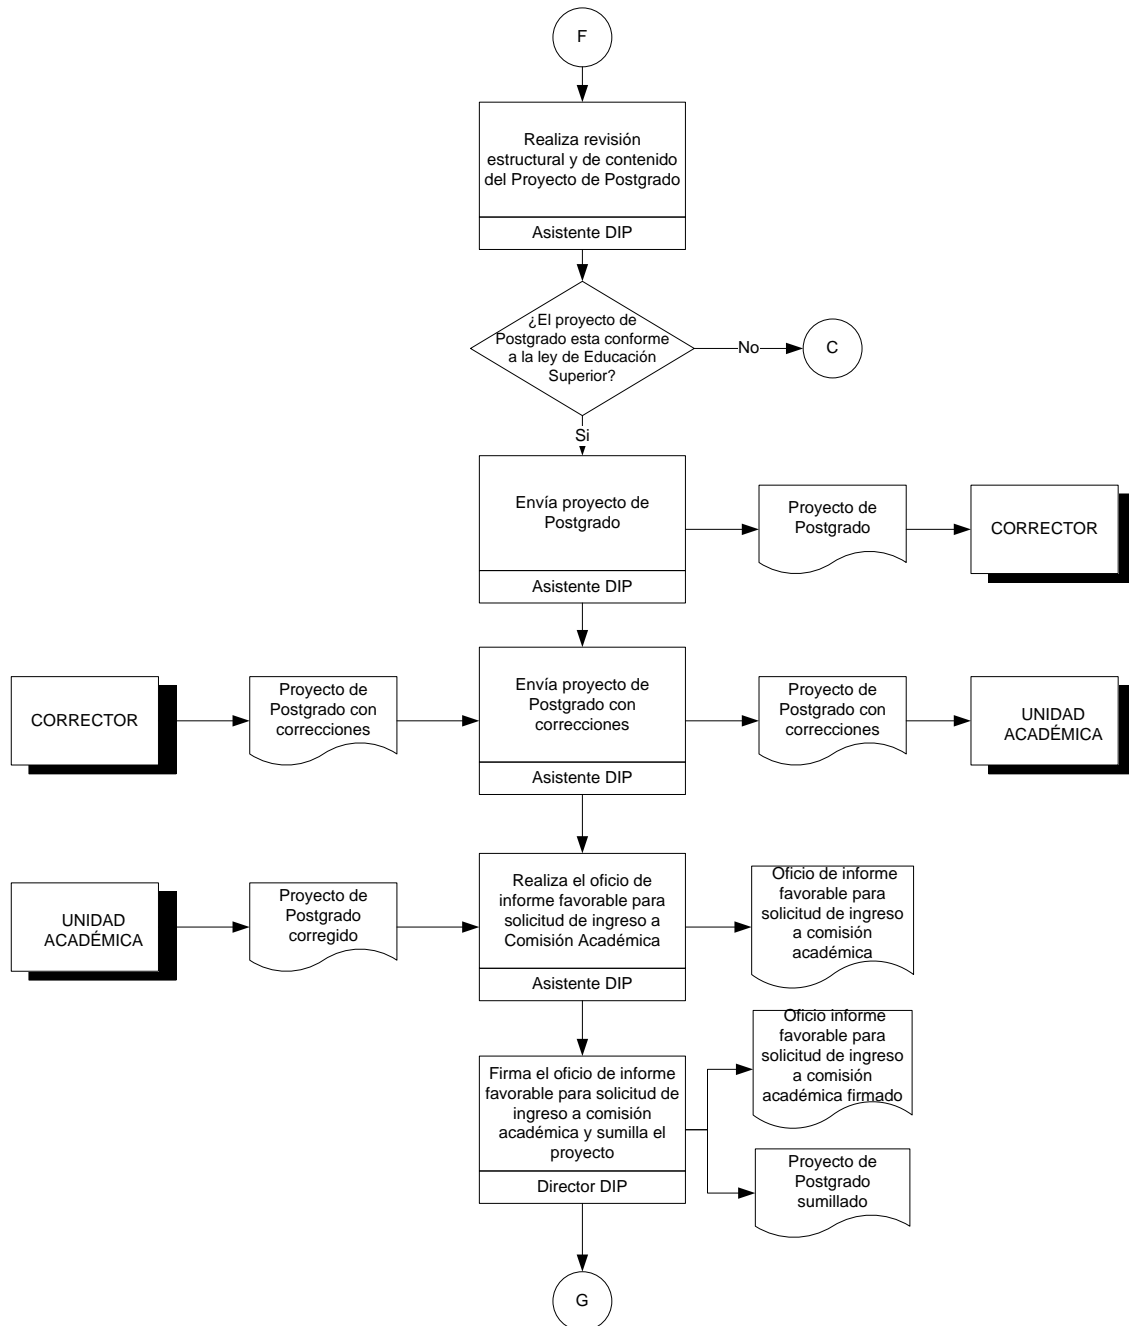 F
Realiza revisión
estructural y de contenido
del Proyecto de Postgrado
Asistente DIP
¿El proyecto de
Postgrado esta conforme
a la ley de Educación
Superior?
No
C
Si
Envía proyecto de
Postgrado
Asistente DIP
Proyecto de
Postgrado
CORRECTOR
CORRECTOR
Proyecto de
Postgrado con
correcciones
Envía proyecto de
Postgrado con
correcciones
Asistente DIP
Proyecto de
Postgrado con
correcciones
UNIDAD
ACADÉMICA
UNIDAD
ACADÉMICA
Proyecto de
Postgrado
corregido
Realiza el oficio de
informe favorable para
solicitud de ingreso a
Comisión Académica
Asistente DIP
Oficio de informe
favorable para
solicitud de ingreso
a comisión
académica
Firma el oficio de informe
favorable para solicitud de
ingreso a comisión
académica y sumilla el
proyecto
Director DIP
Oficio informe
favorable para
solicitud de ingreso
a comisión
académica firmado
Proyecto de
Postgrado
sumillado
G